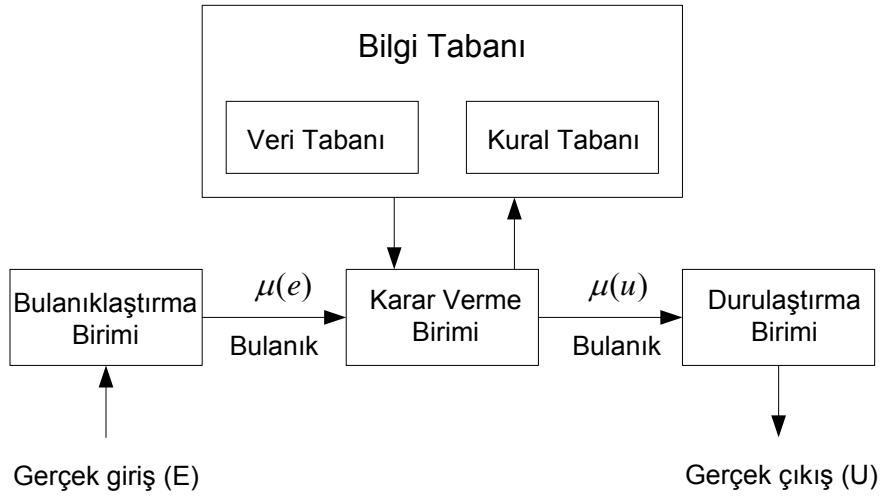 Bilgi Tabanı
Veri Tabanı
Kural Tabanı
Bulanıklaştırma
Birimi
μ(e)
Bulanık
Karar Verme
Birimi
μ(u)
Bulanık
Durulaştırma
Birimi
Gerçek giriş (E)
Gerçek çıkış (U)